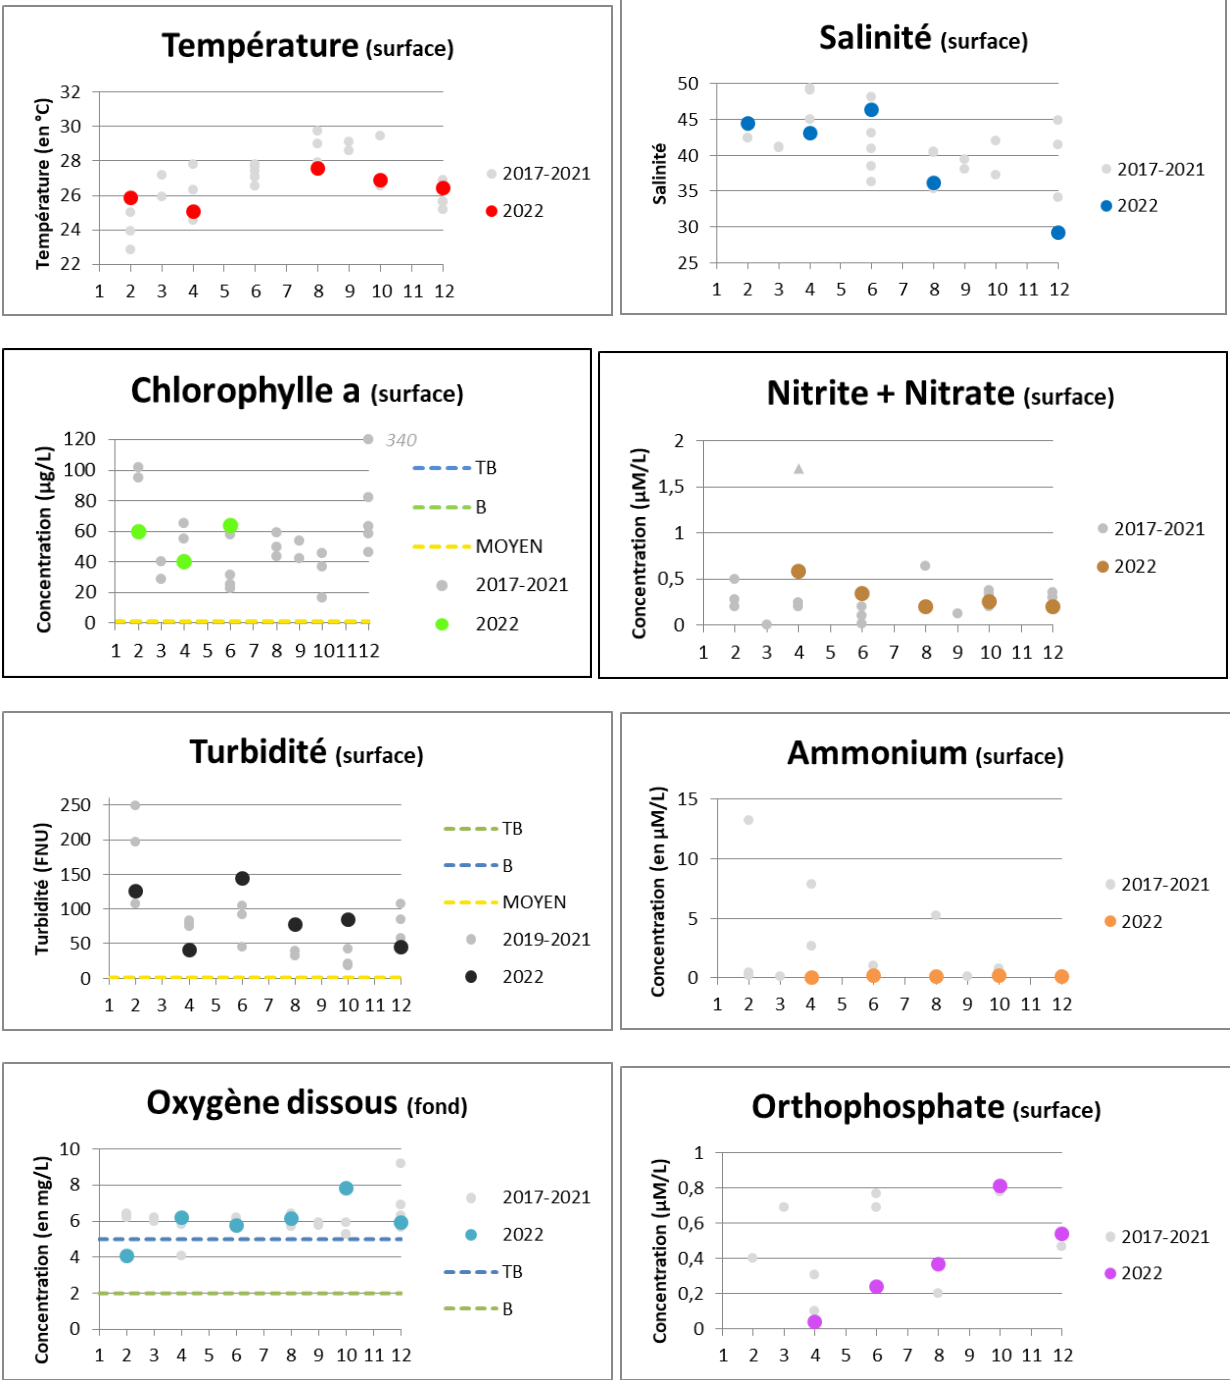 Température (surface)
Température (en °C)
32
30
28
26
24
22
1 2 3 4 5 6 7 8 9 10 11 12
2017-2021
2022
Salinité (surface)
Salinité
50
45
40
35
30
25
1 2 3 4 5 6 7 8 9 10 11 12
2017-2021
2022
Chlorophylle a (surface)
Concentration (µg/L)
120
100
80
60
40
20
0
1 2 3 4 5 6 7 8 9 10 11 12
340
TB
B
MOYEN
2017-2021
2022
Nitrite + Nitrate (surface)
Concentration (µM/L)
2
1,5
1
0,5
0
1 2 3 4 5 6 7 8 9 10 11 12
2017-2021
2022
Turbidité (surface)
Turbidité (FNU)
250
200
150
100
50
0
1 2 3 4 5 6 7 8 9 10 11 12
TB
B
MOYEN
2019-2021
2022
Ammonium (surface)
Concentration (en µM/L)
15
10
5
0
1 2 3 4 5 6 7 8 9 10 11 12
2017-2021
2022
Oxygène dissous (fond)
Concentration (en mg/L)
10
8
6
4
2
0
1 2 3 4 5 6 7 8 9 10 11 12
2017-2021
2022
TB
B
Orthophosphate (surface)
Concentration (µM/L)
1
0,8
0,6
0,4
0,2
0
1 2 3 4 5 6 7 8 9 10 11 12
2017-2021
2022